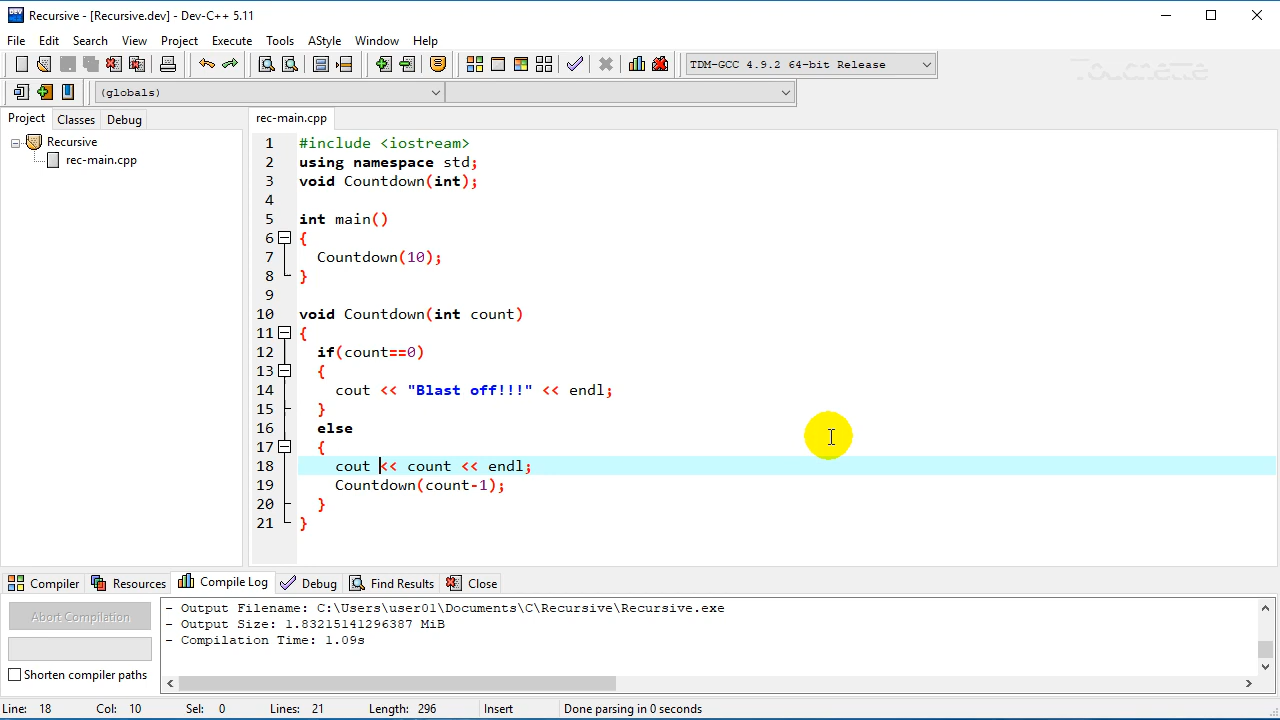 Recursive - [Recursive.dev] - Dev-C++ 5.11
File Edit Search View Project Execute Tools AStyle Window Help
TDM-GCC 4.9.2 64-bit Release
(globals)
Project Classes Debug
rec-main.cpp
Recursive
rec-main.cpp
1 #include <iostream>
2 using namespace std;
3 void Countdown(int);
4
5 int main()
6 {
7 Countdown(10);
8 }
9
10 void Countdown(int count)
11 {
12 if(count==0)
13 {
14 cout << "Blast off!!!" << endl;
15 }
16 else
17 {
18 cout << count << endl;
19 Countdown(count-1);
20 }
21 }
Compiler Resources Compile Log Debug Find Results Close
Abort Compilation
Shorten compiler paths
- Output Filename: C:\Users\user01\Documents\C\Recursive\Recursive.exe
- Output Size: 1.83215141296387 MiB
- Compilation Time: 1.09s
Line: 18 Col: 10 Sel: 0 Lines: 21 Length: 296 Insert Done parsing in 0 seconds